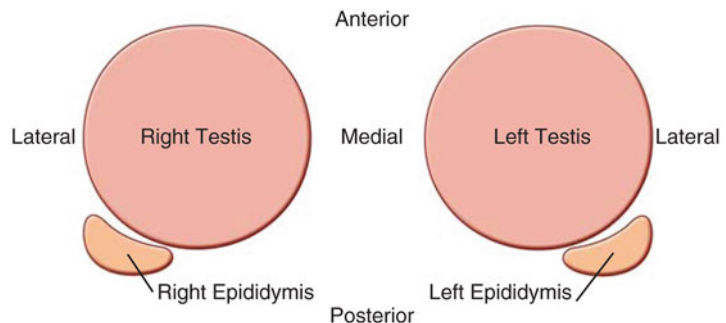 Anterior
Lateral
Right Testis
Medial
Left Testis
Lateral
Right Epididymis
Left Epididymis
Posterior